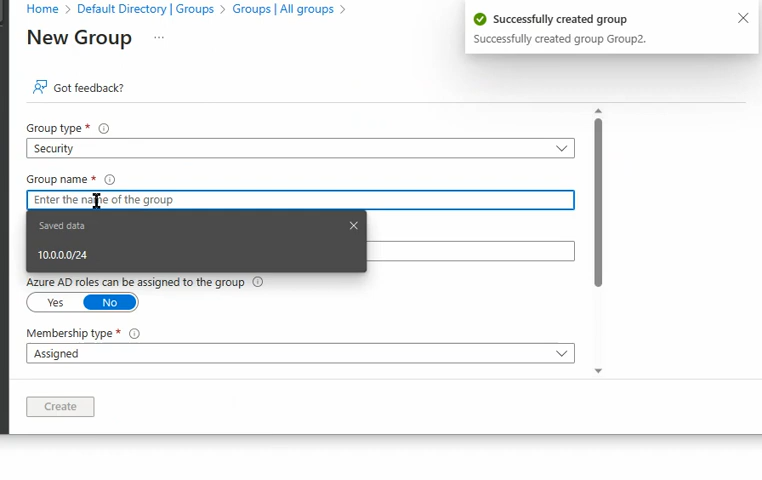 Home > Default Directory | Groups > Groups | All groups >
New Group ...
Successfully created group
Successfully created group Group2.
Got feedback?
Group type *
Security
Group name *
Enter the name of the group
Saved data
10.0.0.0/24
Azure AD roles can be assigned to the group
Yes No
Membership type *
Assigned
Create